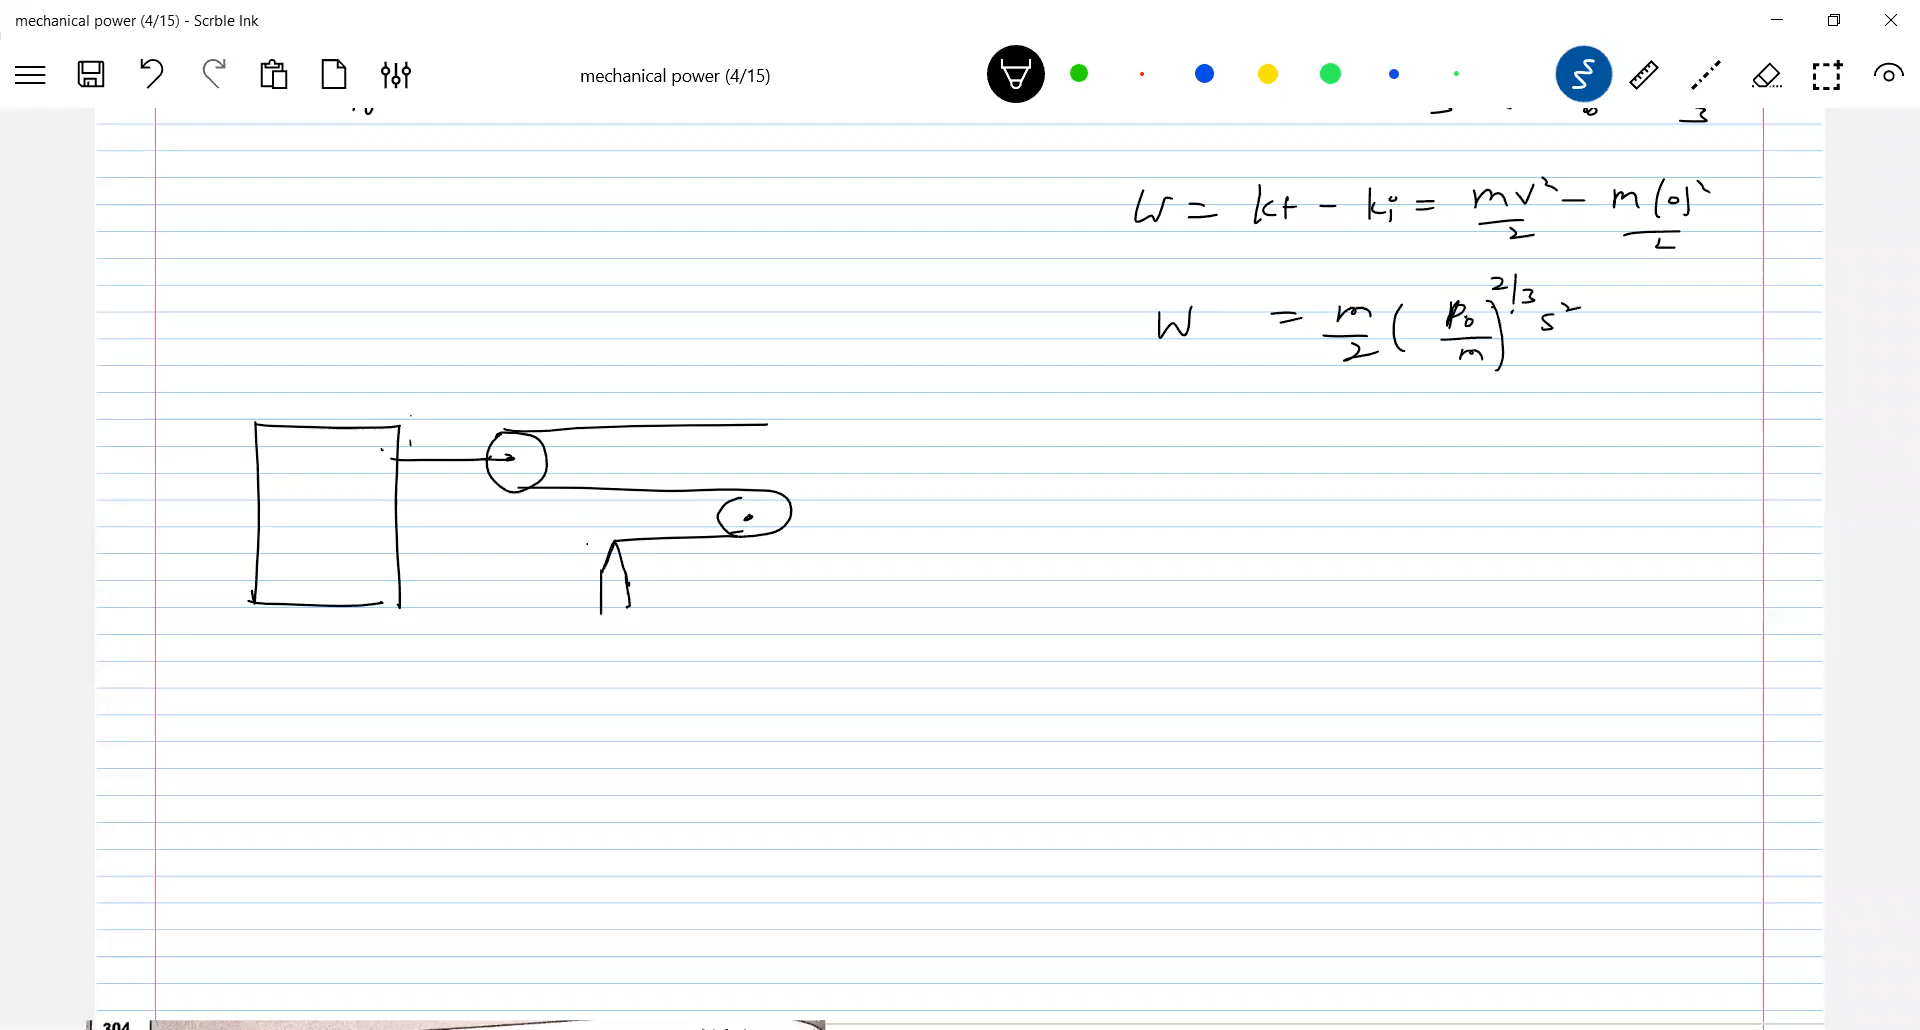 mechanical power (4/15) - Scrble Ink
mechanical power (4/15)
3
W = kf - ki = mv²/2 - m(0)²/2
W = m/2 (P₀/m)^2/3 s²
304